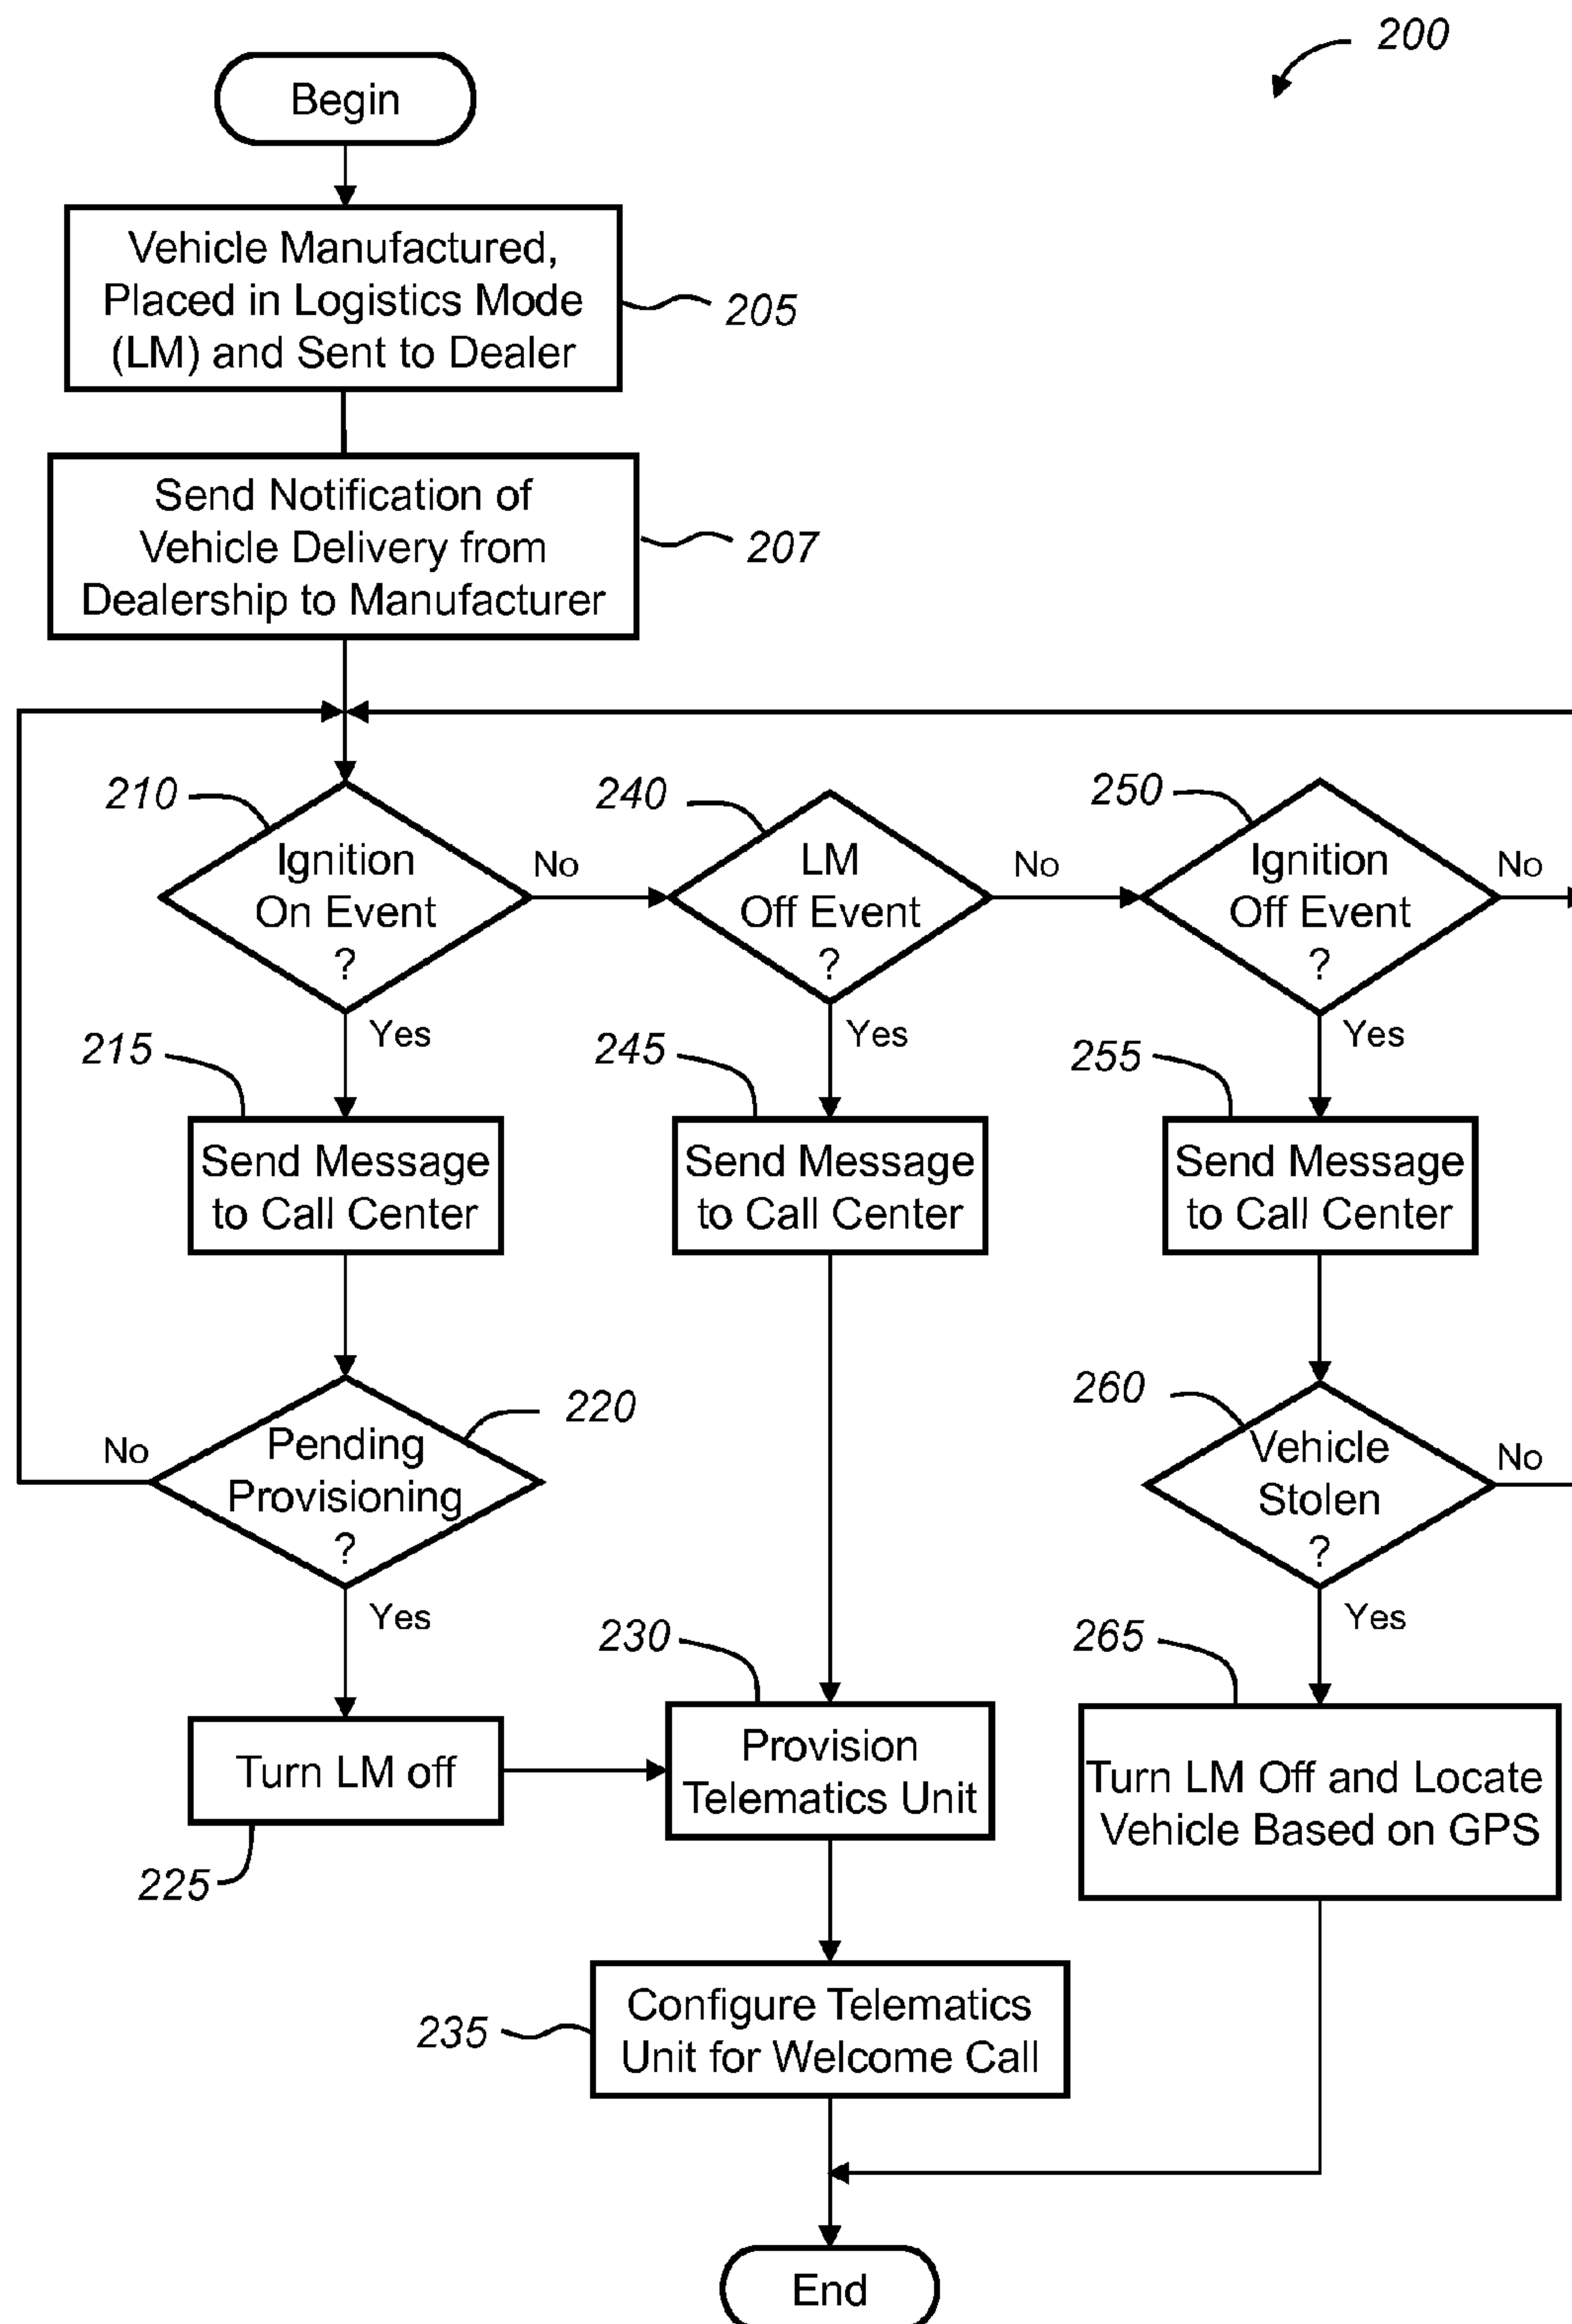 200
Begin
Vehicle Manufactured,
Placed in Logistics Mode
(LM) and Sent to Dealer
205
Send Notification of
Vehicle Delivery from
Dealership to Manufacturer
207
210
Ignition
On Event
?
No
Yes
240
LM
Off Event
?
No
Yes
250
Ignition
Off Event
?
No
Yes
215
Send Message
to Call Center
245
Send Message
to Call Center
255
Send Message
to Call Center
220
Pending
Provisioning
?
No
Yes
260
Vehicle
Stolen
?
No
Yes
Turn LM off
225
230
Provision
Telematics Unit
265
Turn LM Off and Locate
Vehicle Based on GPS
235
Configure Telematics
Unit for Welcome Call
End